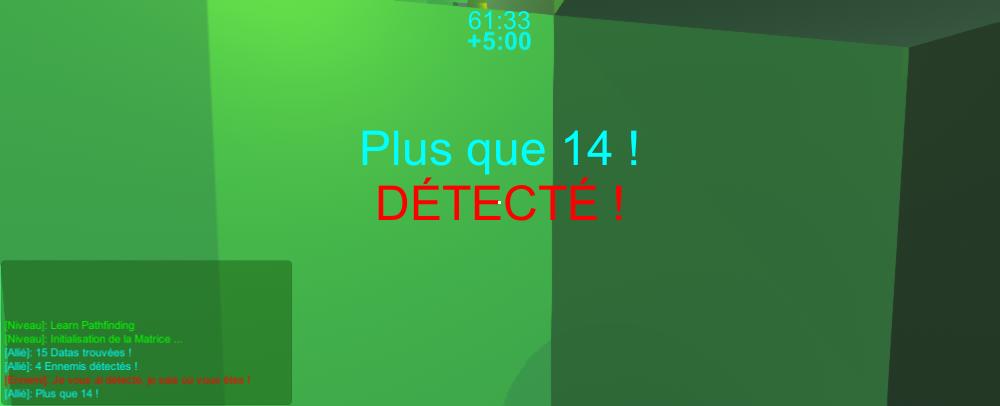 61:33
+5:00
Plus que 14 !
DÉTECTÉ !
[Niveau]: Learn Pathfinding
[Niveau]: Initialisation de la Matrice ...
[Allié]: 15 Datas trouvées !
[Allié]: 4 Ennemis détectés !
[Ennemi]: Je vous ai détecté, je sais où vous êtes !
[Allié]: Plus que 14 !